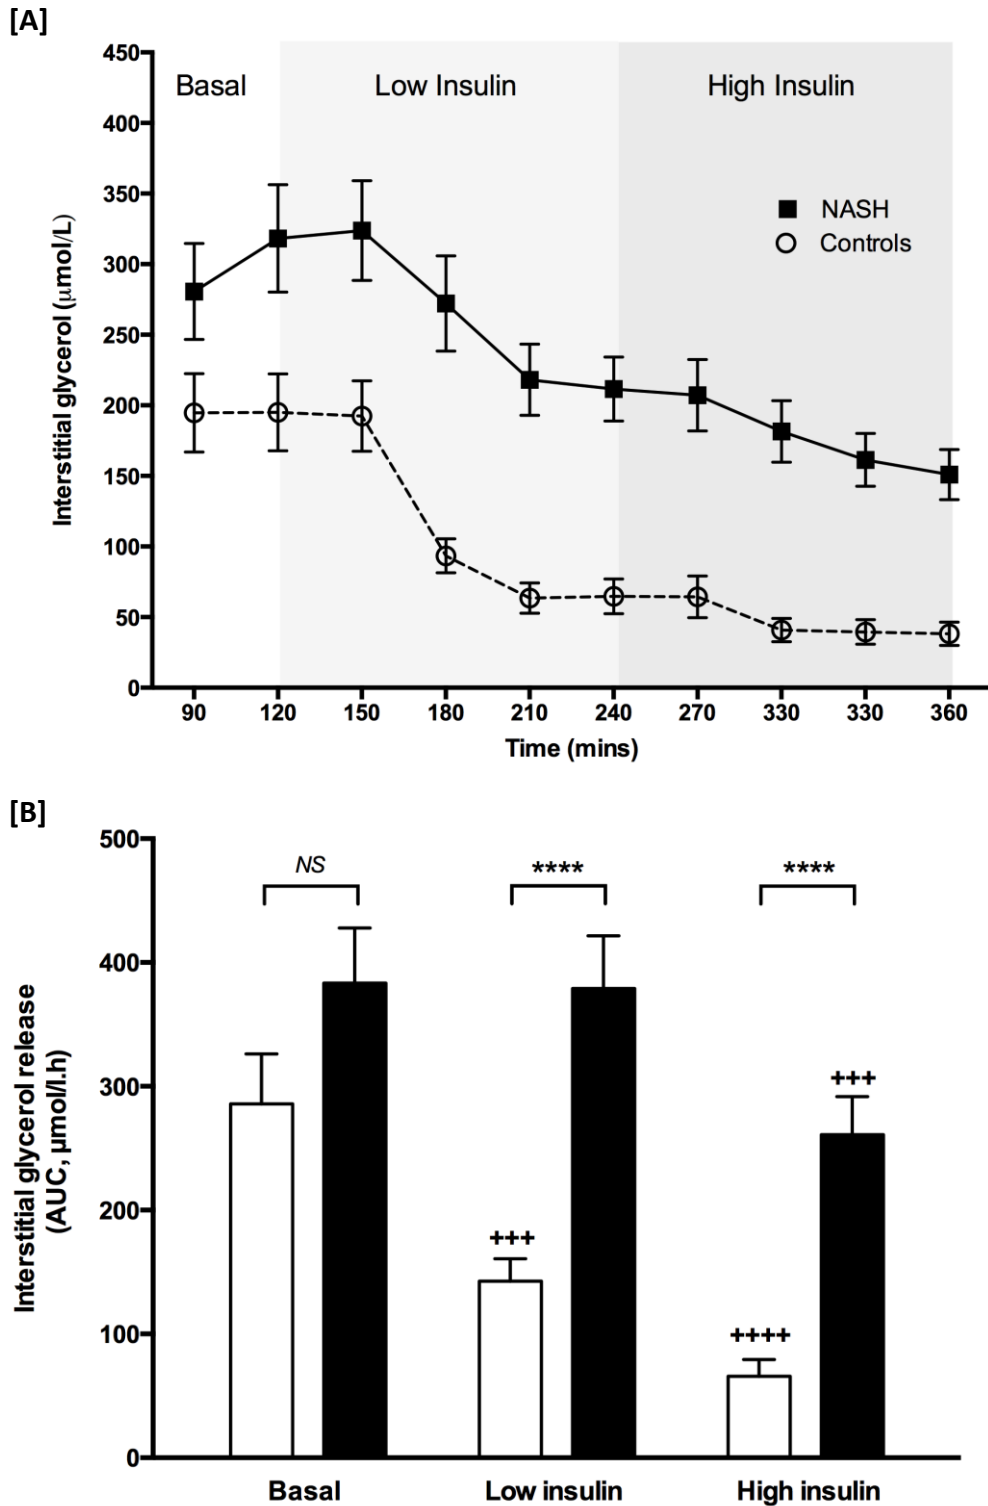 [A]
450
400
350
300
250
200
150
100
50
0
Interstitial glycerol (μmol/L)
Basal
Low Insulin
High Insulin
NASH
Controls
90 120 150 180 210 240 270 330 330 360
Time (mins)
[B]
500
400
300
200
100
0
Interstitial glycerol release
(AUC, μmol/l.h)
NS
****
****
+++
+++
++++
Basal Low insulin High insulin